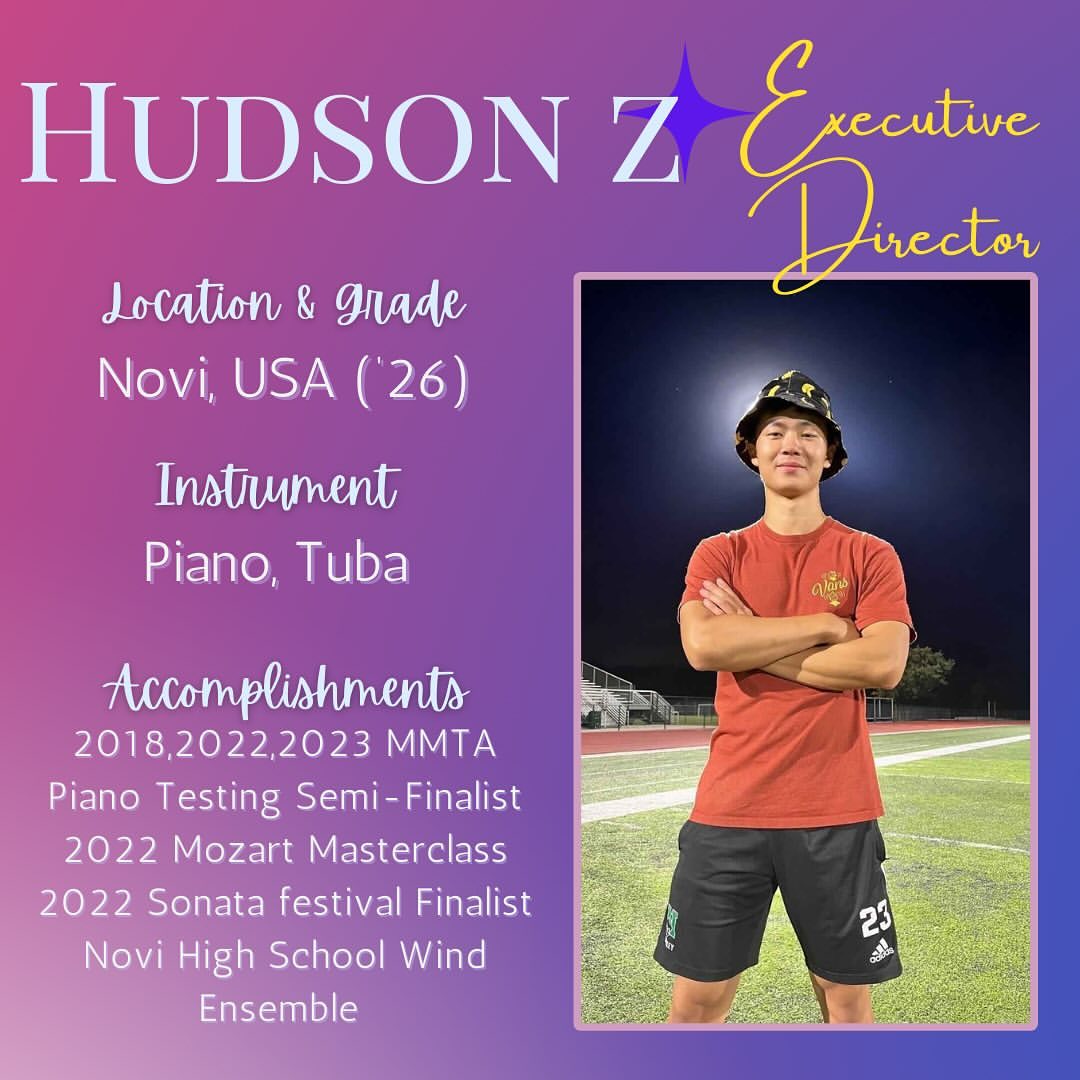 HUDSON Z
Executive
Director
Location & Grade
Novi, USA ('26)
Instrument
Piano, Tuba
Accomplishments
2018,2022,2023 MMTA
Piano Testing Semi-Finalist
2022 Mozart Masterclass
2022 Sonata festival Finalist
Novi High School Wind
Ensemble
Vans
23
adidas